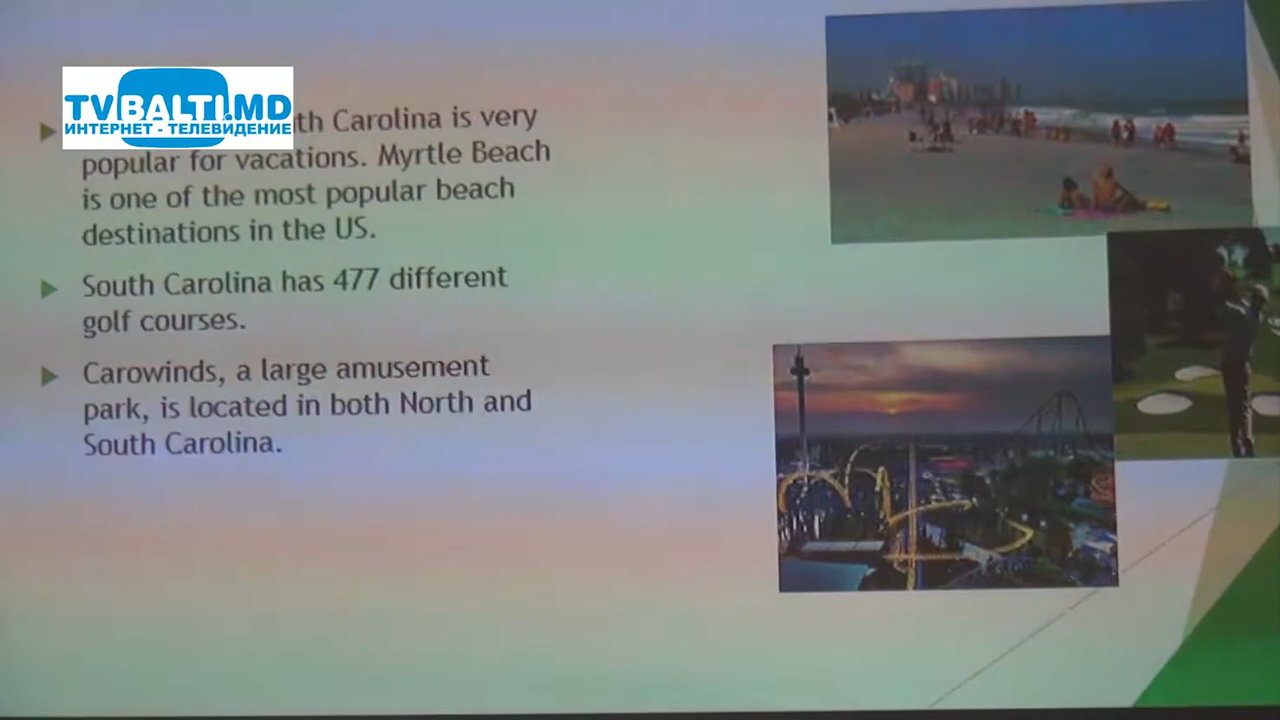 TVBALTI.MD
ИНТЕРНЕТ - ТЕЛЕВИДЕНИЕ
th Carolina is very
popular for vacations. Myrtle Beach
is one of the most popular beach
destinations in the US.
South Carolina has 477 different
golf courses.
Carowinds, a large amusement
park, is located in both North and
South Carolina.